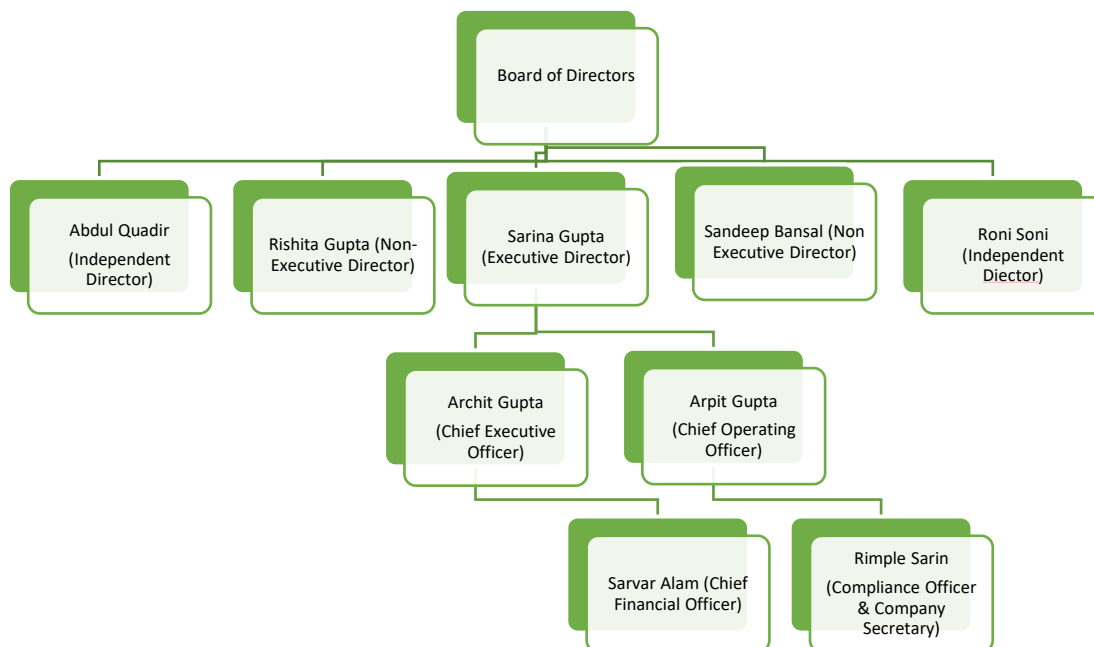 Board of Directors
Abdul Quadir
(Independent
Director)
Rishita Gupta (Non-
Executive Director)
Sarina Gupta
(Executive Director)
Sandeep Bansal (Non
Executive Director)
Roni Soni
(Independent
Diector)
Archit Gupta
(Chief Executive
Officer)
Arpit Gupta
(Chief Operating
Officer)
Sarvar Alam (Chief
Financial Officer)
Rimple Sarin
(Compliance Officer
& Company
Secretary)